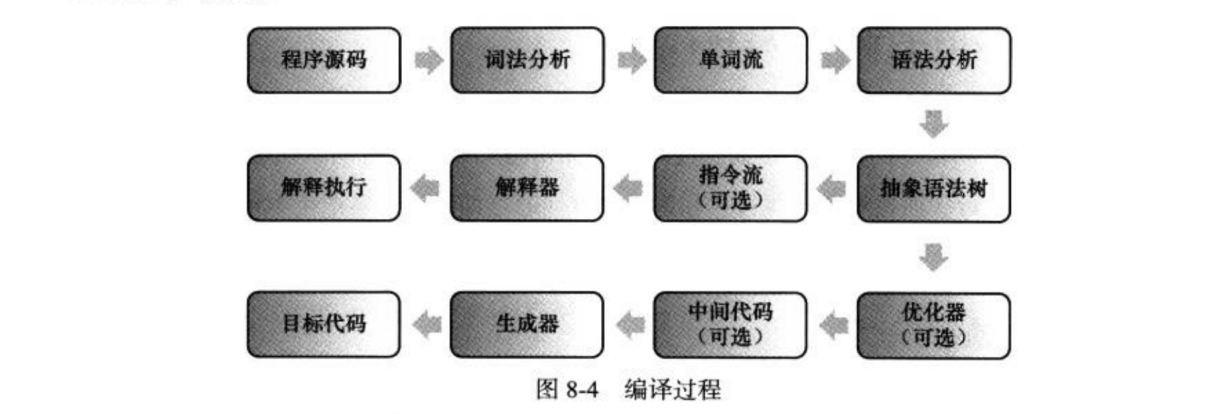 程序源码
词法分析
单词流
语法分析
解释执行
解释器
指令流
（可选）
抽象语法树
目标代码
生成器
中间代码
（可选）
优化器
（可选）
图 8-4 编译过程